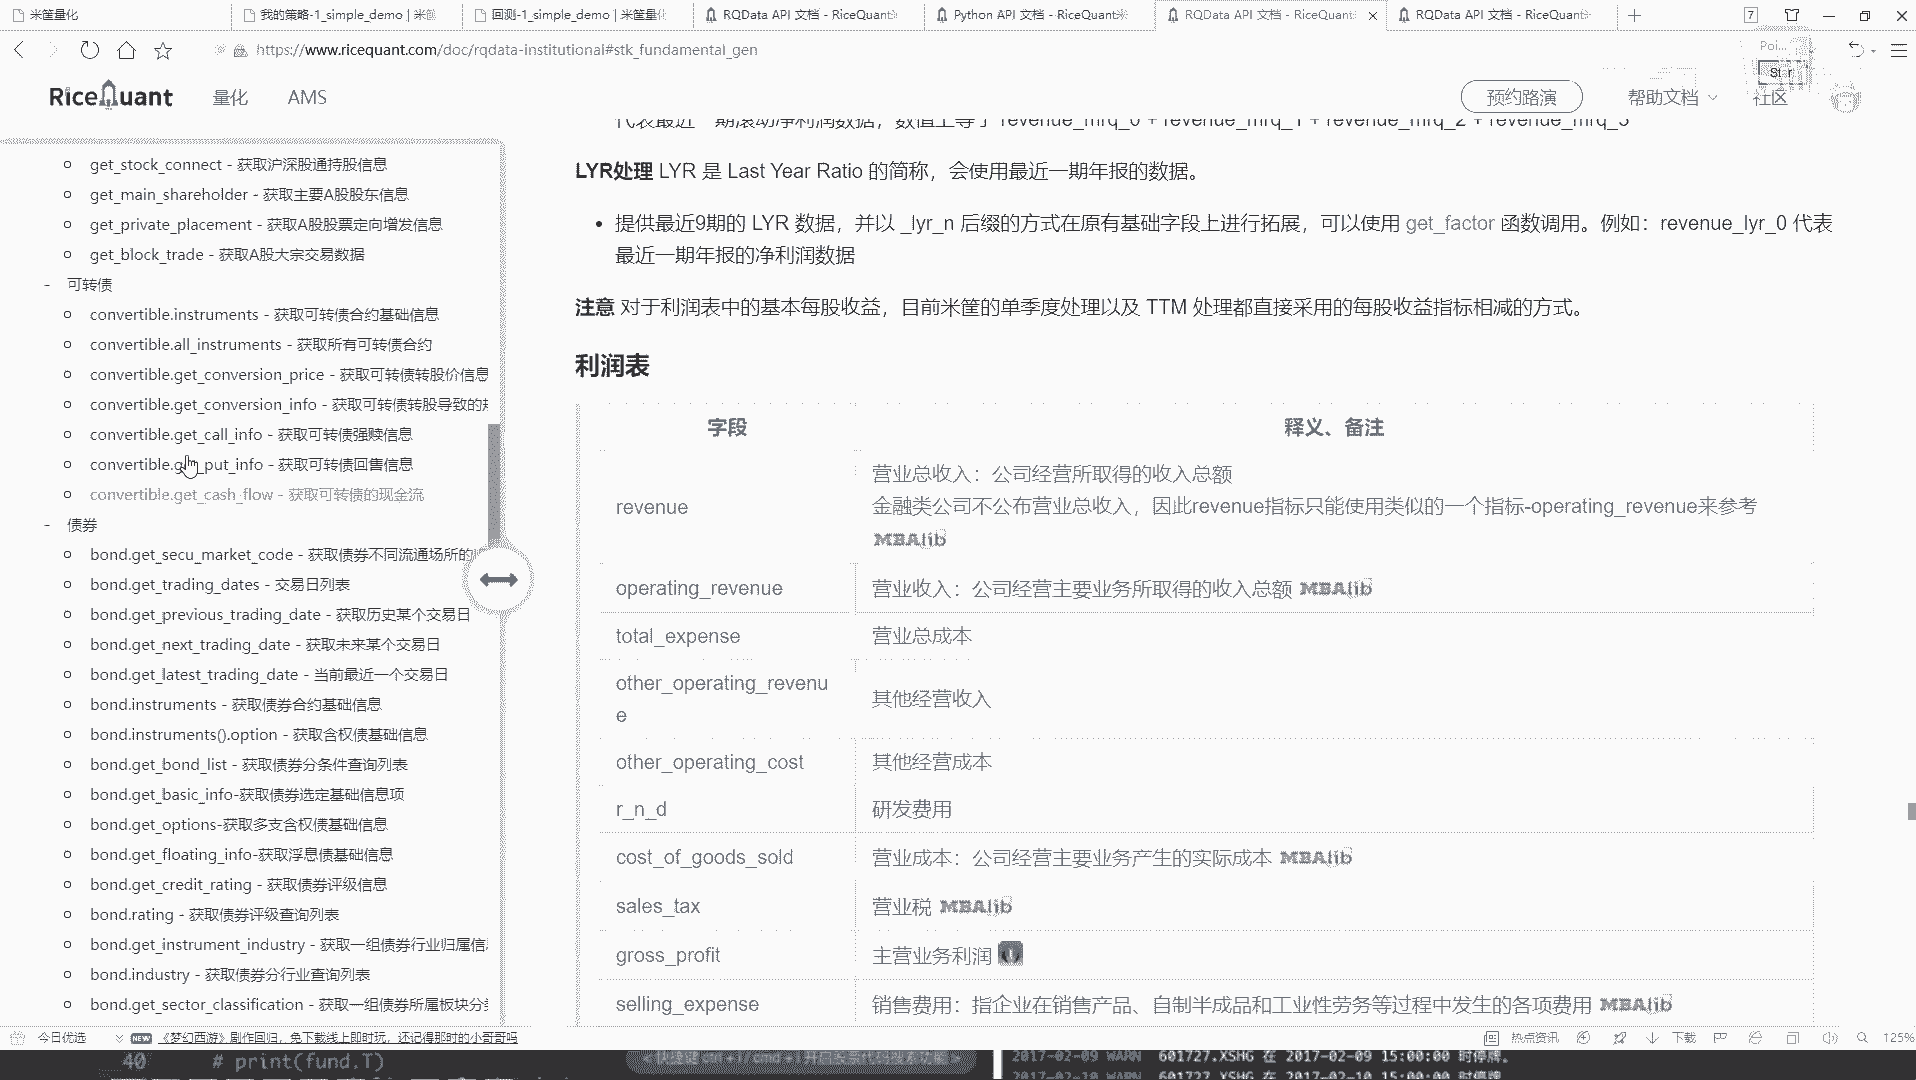 米筐量化
我的策略-1_simple_demo | 米筐
回测-1_simple_demo | 米筐量化
RQData API 文档 - RiceQuant
Python API 文档 - RiceQuant米
RQData API 文档 - RiceQuant
RQData API 文档 - RiceQuant
7
https://www.ricequant.com/doc/rqdata-institutional#stk_fundamental_gen
Poi...
RiceQuant
量化
AMS
预约路演
帮助文档
社区
get_stock_connect - 获取沪深股通持股信息
get_main_shareholder - 获取主要A股股东信息
get_private_placement - 获取A股股票定向增发信息
get_block_trade - 获取A股大宗交易数据
- 可转债
convertible.instruments - 获取可转债合约基础信息
convertible.all_instruments - 获取所有可转债合约
convertible.get_conversion_price - 获取可转债转股价信息
convertible.get_conversion_info - 获取可转债转股导致的
convertible.get_call_info - 获取可转债强赎信息
convertible.get_put_info - 获取可转债回售信息
convertible.get_cash_flow - 获取可转债的现金流
- 债券
bond.get_secu_market_code - 获取债券不同流通场所的
bond.get_trading_dates - 交易日列表
bond.get_previous_trading_date - 获取历史某个交易日
bond.get_next_trading_date - 获取未来某个交易日
bond.get_latest_trading_date - 当前最近一个交易日
bond.instruments - 获取债券合约基础信息
bond.instruments().option - 获取含权债基础信息
bond.get_bond_list - 获取债券分条件查询列表
bond.get_basic_info-获取债券选定基础信息项
bond.get_options-获取多支含权债基础信息
bond.get_floating_info-获取浮息债基础信息
bond.get_credit_rating - 获取债券评级信息
bond.rating - 获取债券评级查询列表
bond.get_instrument_industry - 获取一组债券行业归属信
bond.industry - 获取债券分行业查询列表
bond.get_sector_classification - 获取一组债券所属板块分
代表最近一期滚动净利润数据，数值上等于 revenue_mrq_0 + revenue_mrq_1 + revenue_mrq_2 + revenue_mrq_3
LYR处理 LYR 是 Last Year Ratio 的简称，会使用最近一期年报的数据。
• 提供最近9期的 LYR 数据，并以 _lyr_n 后缀的方式在原有基础字段上进行拓展，可以使用 get_factor 函数调用。例如：revenue_lyr_0 代表
最近一期年报的净利润数据
注意 对于利润表中的基本每股收益，目前米筐的单季度处理以及 TTM 处理都直接采用的每股收益指标相减的方式。
利润表
字段 释义、备注
revenue 营业总收入：公司经营所取得的收入总额
金融类公司不公布营业总收入，因此revenue指标只能使用类似的一个指标-operating_revenue来参考
MBAlib
operating_revenue 营业收入：公司经营主要业务所取得的收入总额 MBAlib
total_expense 营业总成本
other_operating_revenu
e 其他经营收入
other_operating_cost 其他经营成本
r_n_d 研发费用
cost_of_goods_sold 营业成本：公司经营主要业务产生的实际成本 MBAlib
sales_tax 营业税 MBAlib
gross_profit 主营业务利润
selling_expense 销售费用：指企业在销售产品、自制半成品和工业性劳务等过程中发生的各项费用 MBAlib
今日优选
NEW 《梦幻西游》剧作回归，免下载线上即时玩，还记得那时的小哥哥吗
热点资讯
下载
125%
40 # print(fund.T)
2017-02-09 WARN 601727.XSHG 在 2017-02-09 15:00:00 时停牌。
2017-02-10 WARN 601727.XSHG 在 2017-02-10 15:00:00 时停牌。